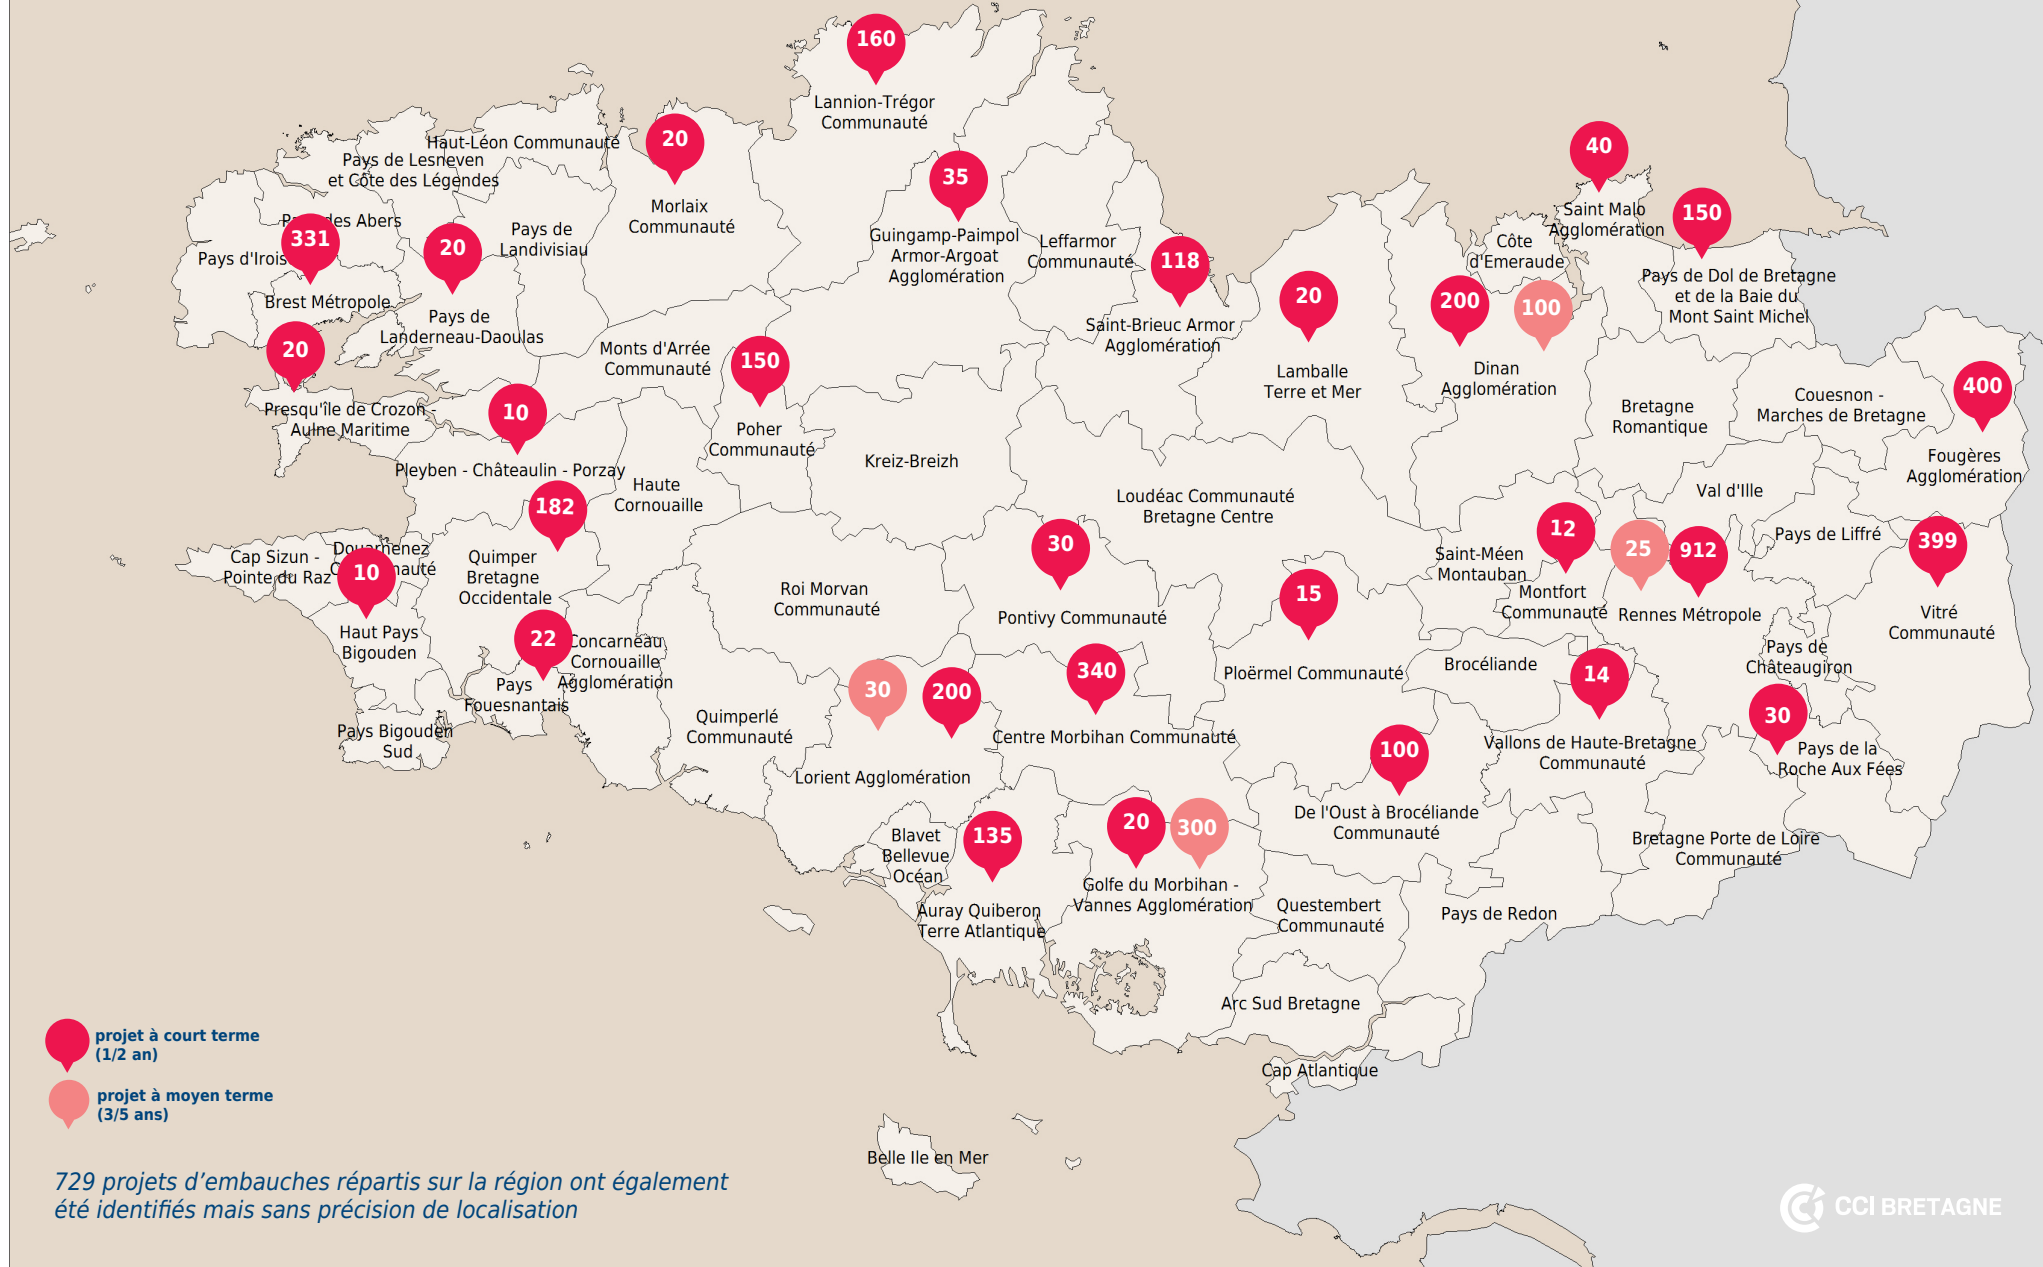 160
Lannion-Trégor
Communauté
20
Morlaix
Communauté
Haut-Léon Communauté
Pays de Lesneven
et Côte des Légendes
35
Guingamp-Paimpol
Armor-Argoat
Agglomération
Leffarmor
Communauté
40
Saint Malo
Agglomération
150
Pays de Dol de Bretagne
et de la Baie du
Mont Saint Michel
Côte
d'Emeraude
des Abers
331
Pays d'Irois
Brest Métropole
20
Pays de
Landerneau-Daoulas
Pays de
Landivisiau
118
Saint-Brieuc Armor
Agglomération
20
Lamballe
Terre et Mer
200
100
Dinan
Agglomération
20
Presqu'île de Crozon -
Aulne Maritime
10
Pleyben - Châteaulin - Porzay
Monts d'Arrée
Communauté
150
Poher
Communauté
Kreiz-Breizh
Haute
Cornouaille
Loudéac Communauté
Bretagne Centre
Bretagne
Romantique
Couesnon -
Marches de Bretagne
400
Fougères
Agglomération
Val d'Ille
Pays de Liffré
399
Vitré
Communauté
182
Quimper
Bretagne
Occidentale
Cap Sizun -
Pointe du Raz
Douarnenez
10
Haut Pays
Bigouden
22
Concarneau
Cornouaille
Agglomération
Pays
Fouesnantais
Pays Bigouden
Sud
Roi Morvan
Communauté
30
Pontivy Communauté
15
Ploërmel Communauté
Saint-Méen
Montauban
12
Montfort
Communauté
25
912
Rennes Métropole
Pays de
Châteaugiron
Brocéliande
14
Vallons de Haute-Bretagne
Communauté
30
Pays de la
Roche Aux Fées
Quimperlé
Communauté
30
200
Lorient Agglomération
340
Centre Morbihan Communauté
100
De l'Oust à Brocéliande
Communauté
Bretagne Porte de Loire
Communauté
Blavet
Bellevue
Océan
135
Auray Quiberon
Terre Atlantique
20
300
Golfe du Morbihan -
Vannes Agglomération
Questembert
Communauté
Pays de Redon
Arc Sud Bretagne
Cap Atlantique
Belle Ile en Mer
projet à court terme
(1/2 an)
projet à moyen terme
(3/5 ans)
729 projets d’embauches répartis sur la région ont également
été identifiés mais sans précision de localisation
CCI BRETAGNE